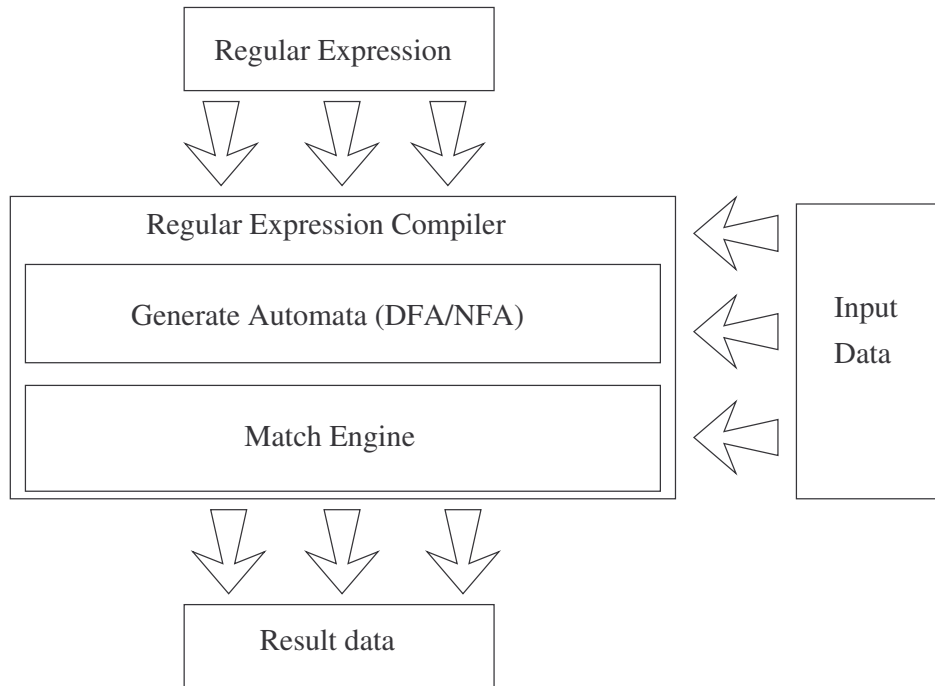 Regular Expression
Regular Expression Compiler
Generate Automata (DFA/NFA)
Match Engine
Input
Data
Result data